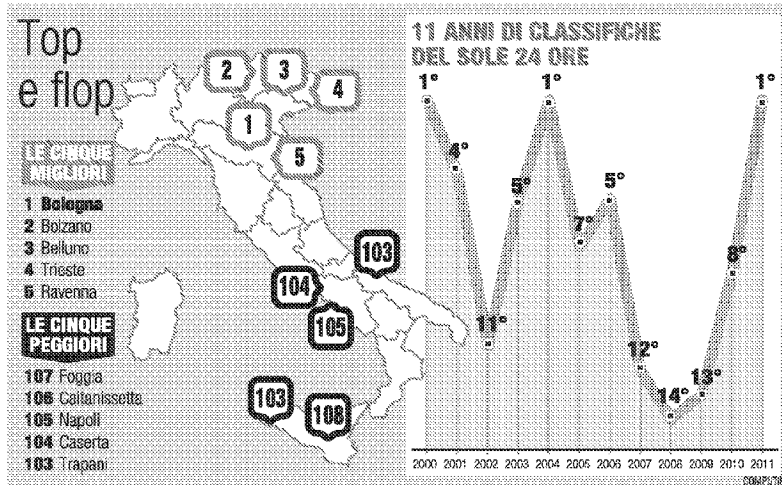 Top
e flop
LE CINQUE
MIGLIORI
1 Bologna
2 Bolzano
3 Belluno
4 Trieste
5 Ravenna
LE CINQUE
PEGGIORI
107 Foggia
106 Caltanissetta
105 Napoli
104 Caserta
103 Trapani
2
3
4
1
5
103
104
105
103
108
11 ANNI DI CLASSIFICHE
DEL SOLE 24 ORE
1°
4°
11°
5°
1°
7°
5°
12°
14°
13°
8°
1°
2000 2001 2002 2003 2004 2005 2006 2007 2008 2009 2010 2011